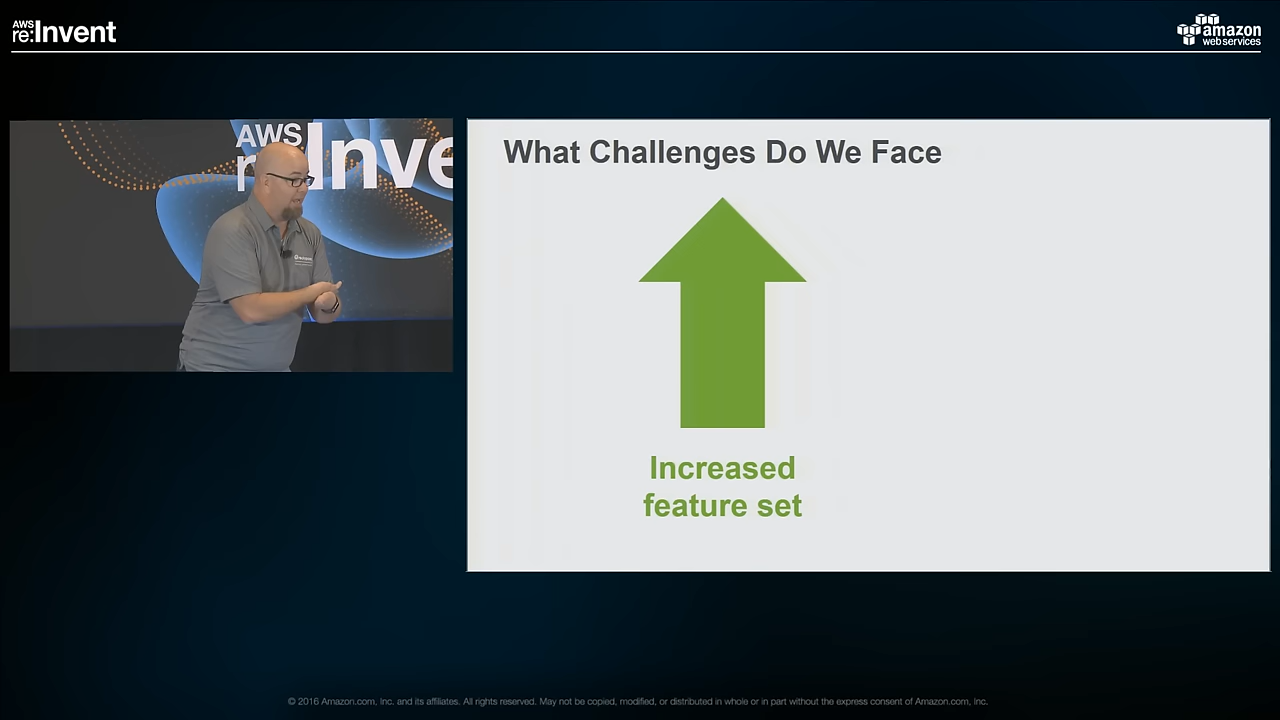 AWS
re:Invent
amazon
webservices
AWS
re:Inve
What Challenges Do We Face
Increased
feature set
© 2016 Amazon.com, Inc. and its affiliates. All rights reserved. May not be copied, modified, or distributed in whole or in part without the express consent of Amazon.com, Inc.